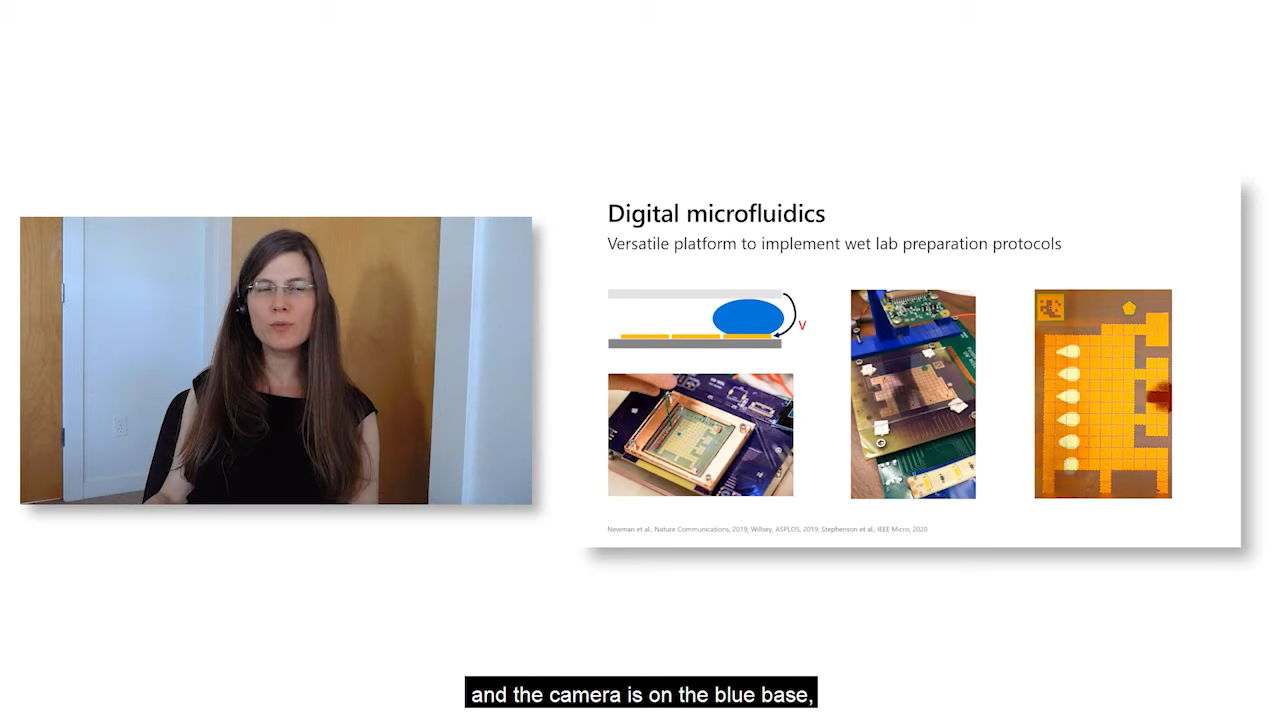 Digital microfluidics
Versatile platform to implement wet lab preparation protocols
V
Newman et al., Nature Communications, 2019; Willsey, ASPLOS, 2019; Stephenson et al., IEEE Micro, 2020
and the camera is on the blue base,